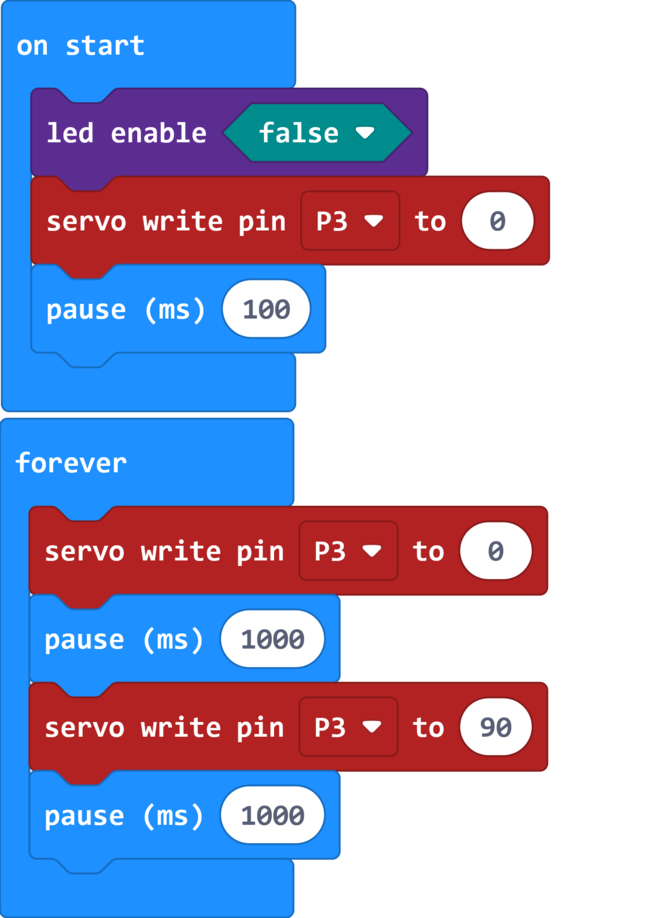 on start
led enable false
servo write pin P3 to 0
pause (ms) 100
forever
servo write pin P3 to 0
pause (ms) 1000
servo write pin P3 to 90
pause (ms) 1000